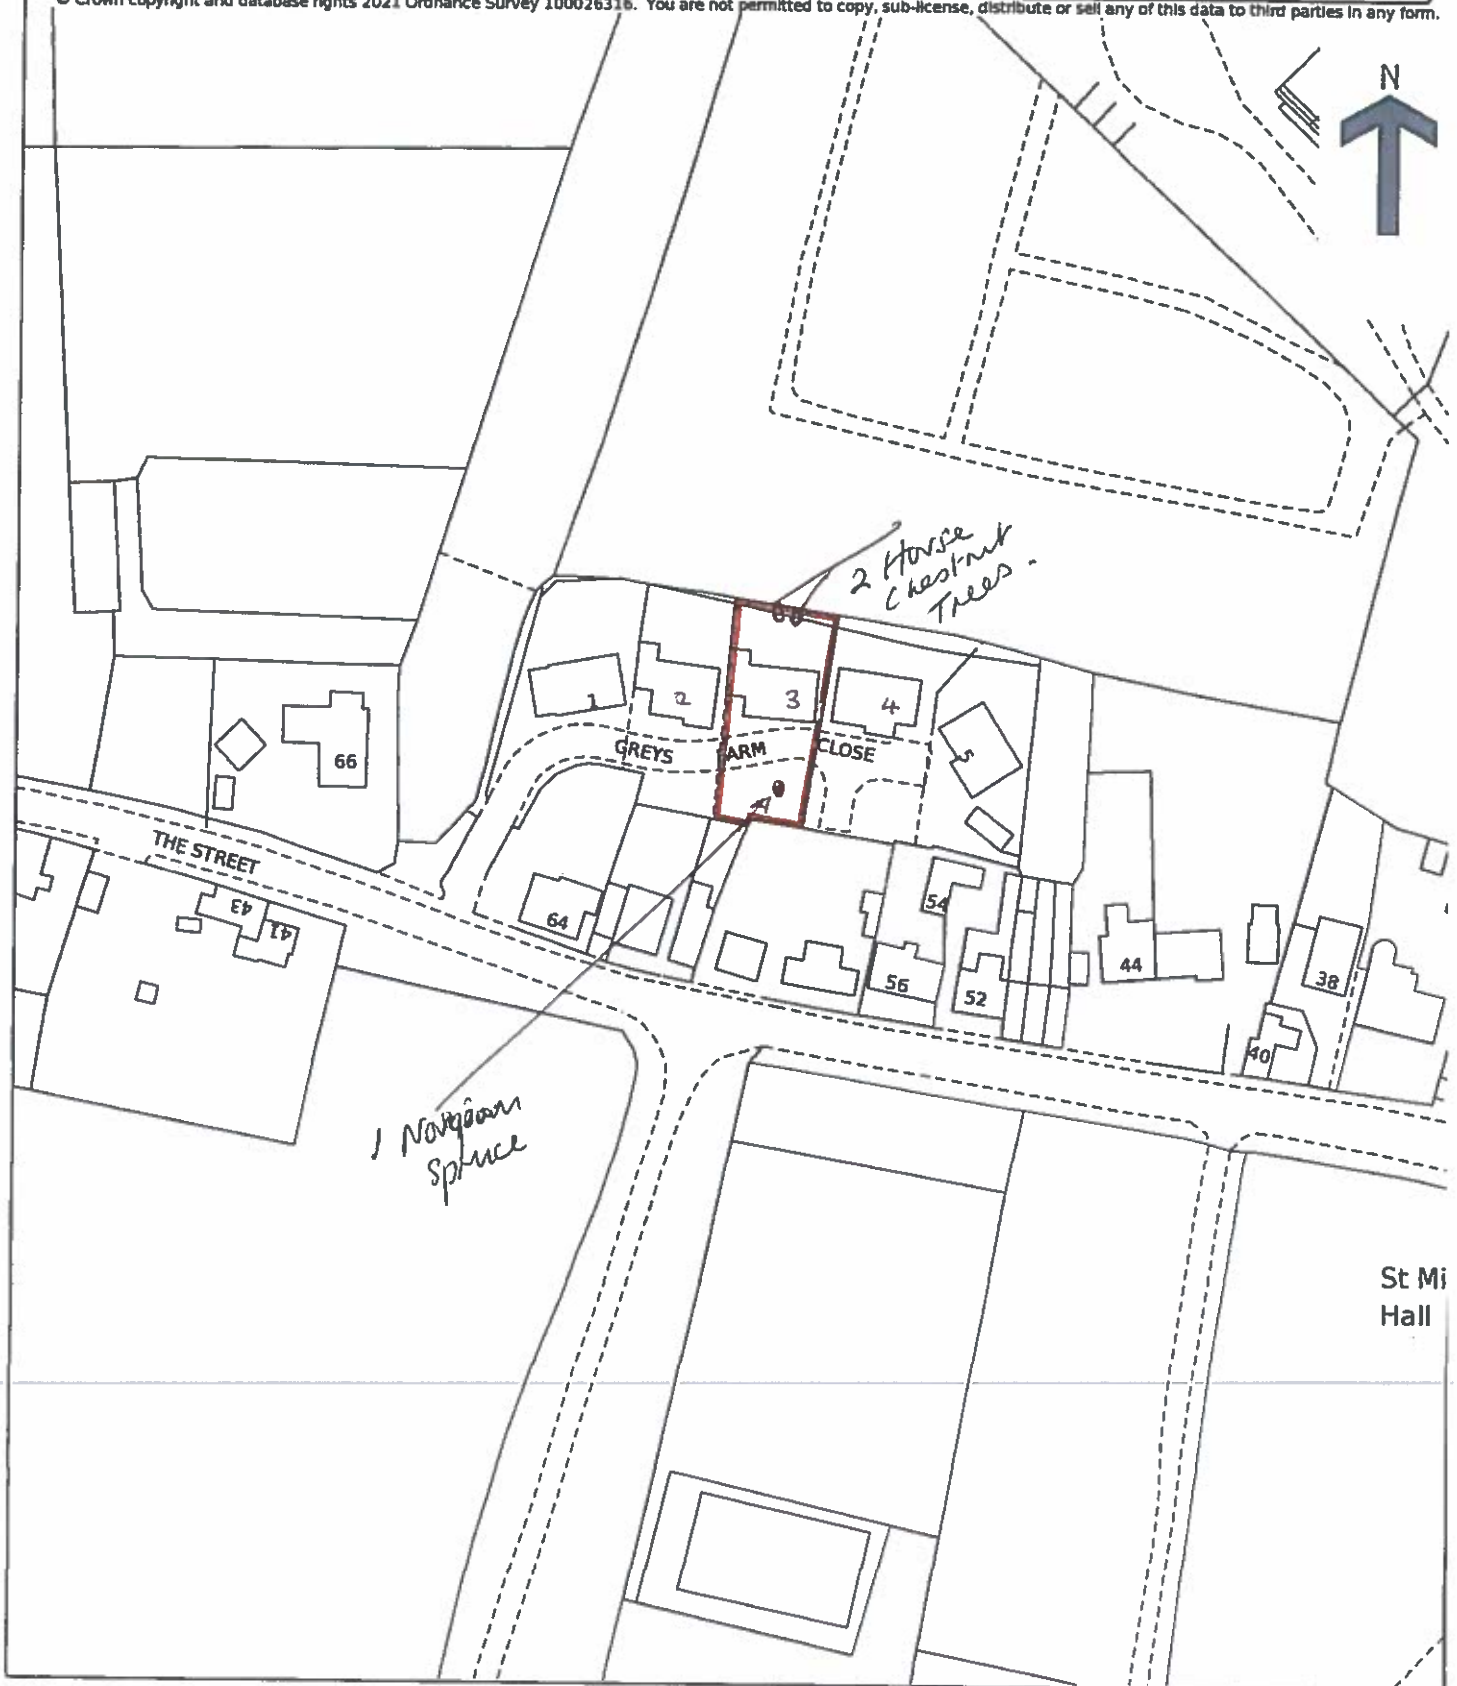 © Crown copyright and database rights 2021 Ordnance Survey 100026316. You are not permitted to copy, sub-license, distribute or sell any of this data to third parties in any form.
N
2 Horse
Chestnut
Trees.
1
2
3
4
5
GREYS ARM CLOSE
66
THE STREET
43
41
64
54
56
52
44
38
40
1
Spruce
St Mi
Hall